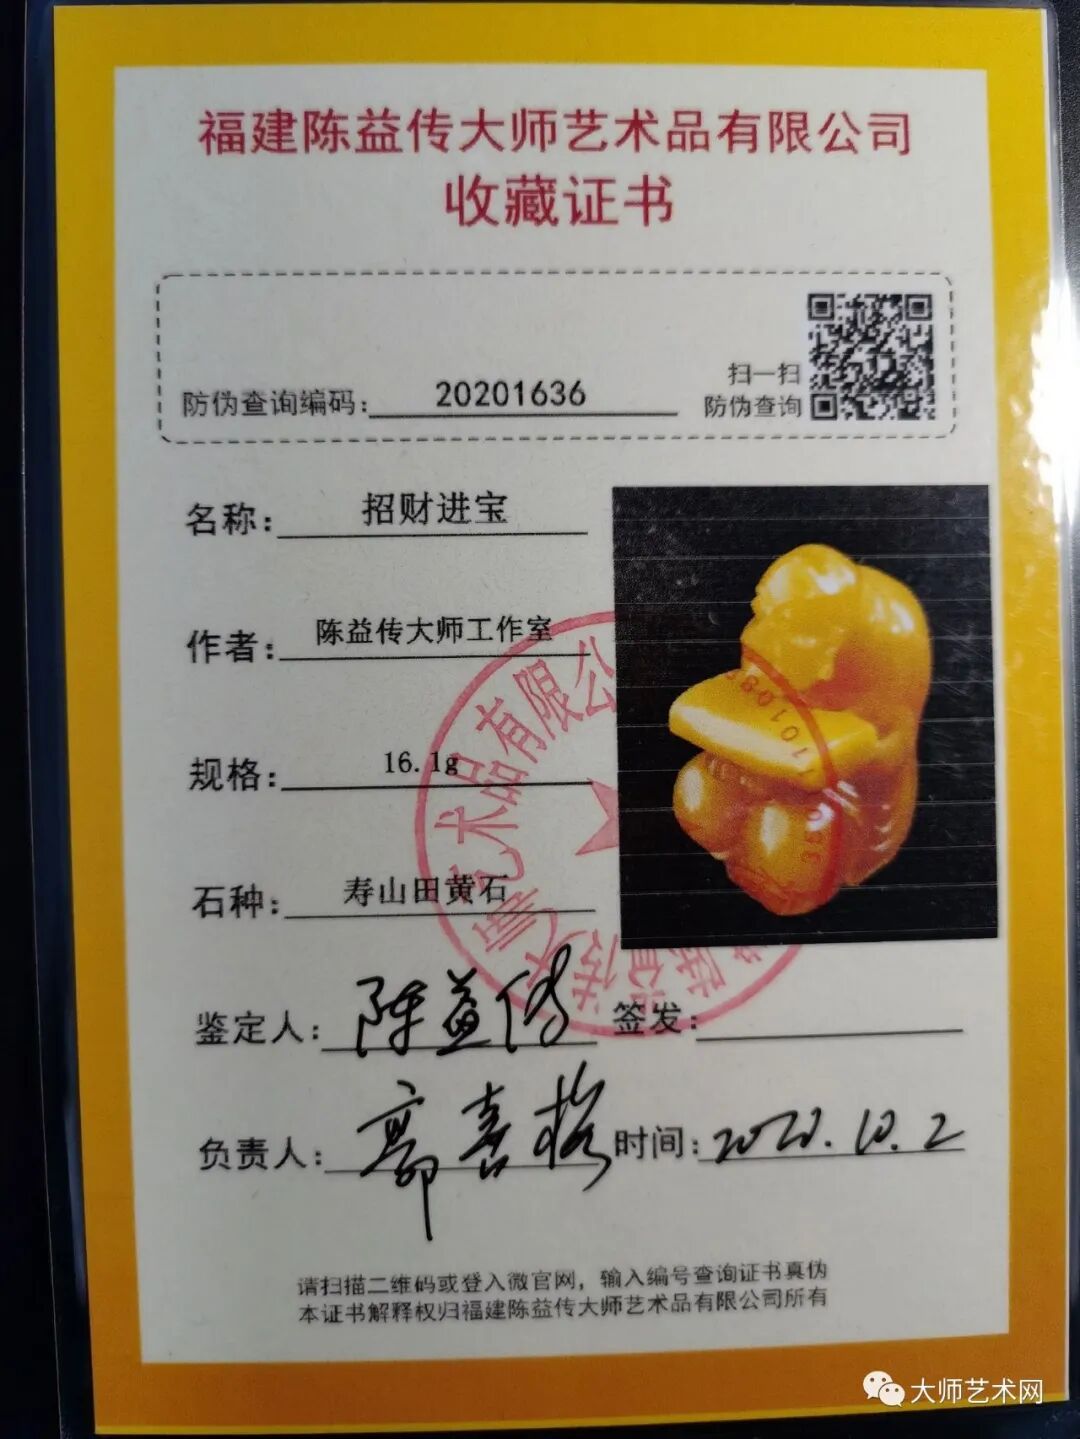 福建陈益传大师艺术品有限公司
收藏证书
扫一扫
防伪查询编码: 20201636 防伪查询
名称: 招财进宝
作者: 陈益传大师工作室
规格: 16.1g
石种: 寿山田黄石
鉴定人: 陈益传 签发:
负责人: 郭喜梅 时间: 2020.10.2
请扫描二维码或登入微官网，输入编号查询证书真伪
本证书解释权归福建陈益传大师艺术品有限公司所有
大师艺术网